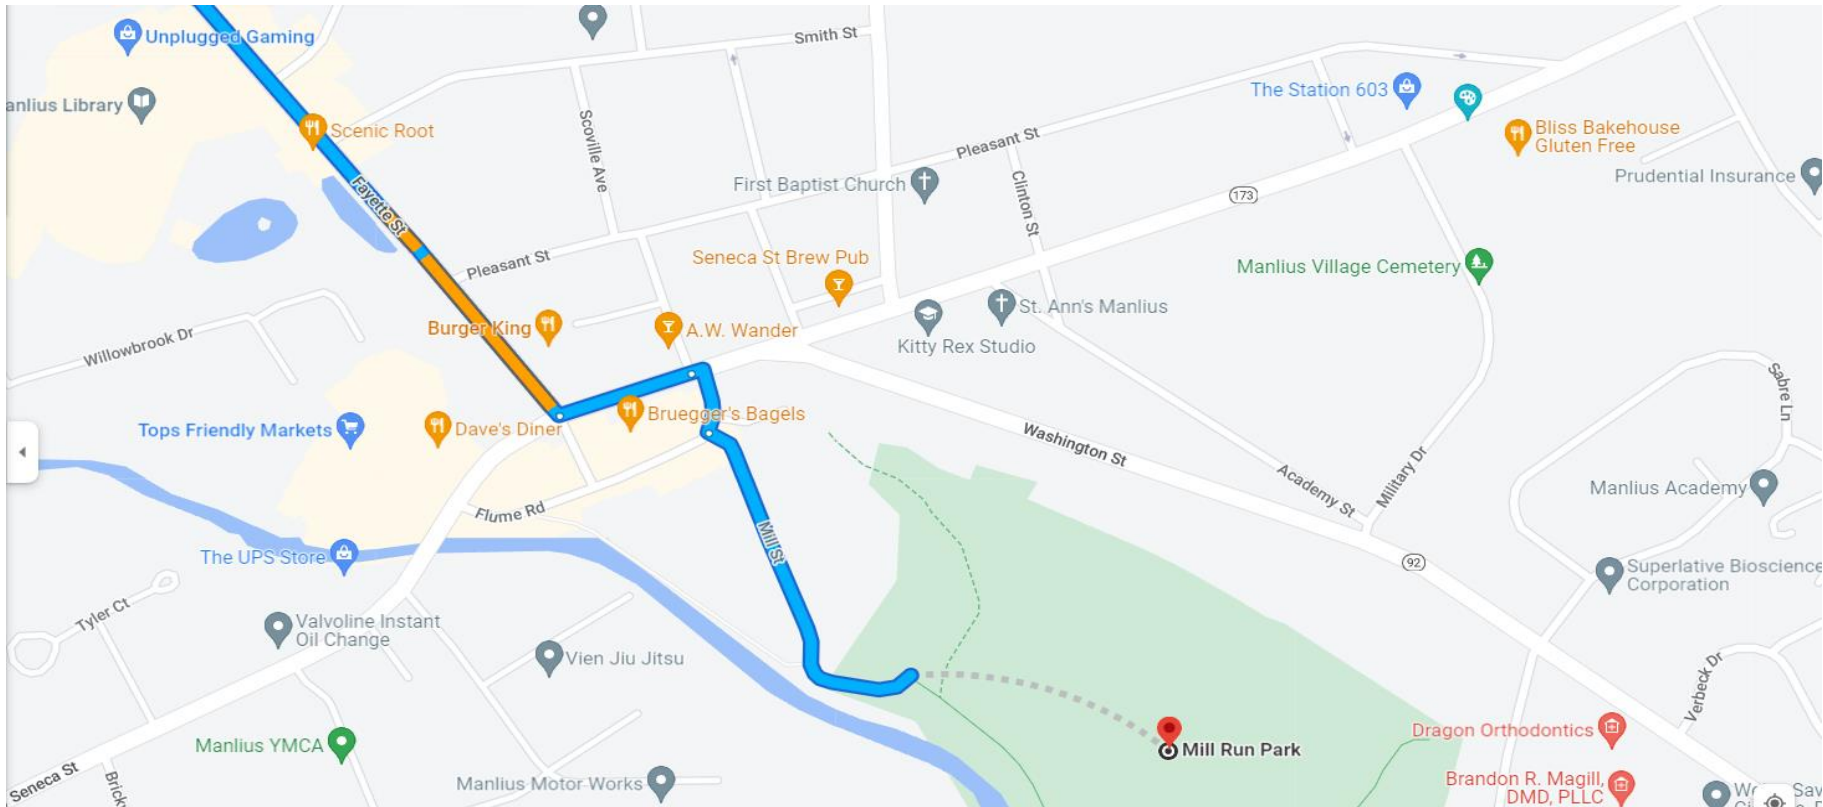 Unplugged Gaming
Smith St
anlius Library
Scenic Root
Scoville Ave
The Station 603
Bliss Bakehouse
Gluten Free
Pleasant St
First Baptist Church
Clinton St
173
Prudential Insurance
Fayette St
Pleasant St
Seneca St Brew Pub
Manlius Village Cemetery
St. Ann's Manlius
Burger King
A.W. Wander
Kitty Rex Studio
Willowbrook Dr
Sabre Ln
Tops Friendly Markets
Dave's Diner
Bruegger's Bagels
Washington St
Academy St
Military Dr
Manlius Academy
Flume Rd
Mill St
The UPS Store
92
Superlative Bioscience
Corporation
Tyler Ct
Valvoline Instant
Oil Change
Vien Jiu Jitsu
Verbeck Dr
Manlius YMCA
Mill Run Park
Dragon Orthodontics
Seneca St
Brickv
Manlius Motor Works
Brandon R. Magill,
DMD, PLLC